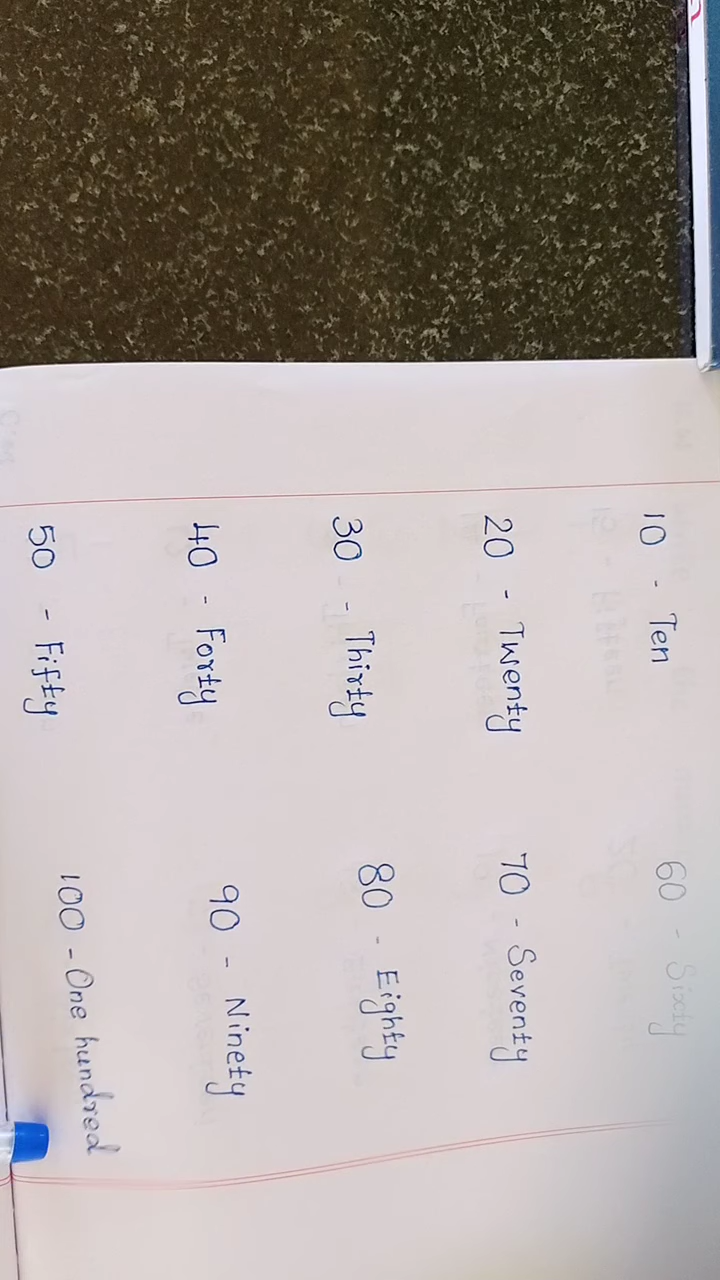 10 - Ten 60 - Sixty
20 - Twenty 70 - Seventy
30 - Thirty 80 - Eighty
40 - Forty 90 - Ninety
50 - Fifty 100 - One hundred